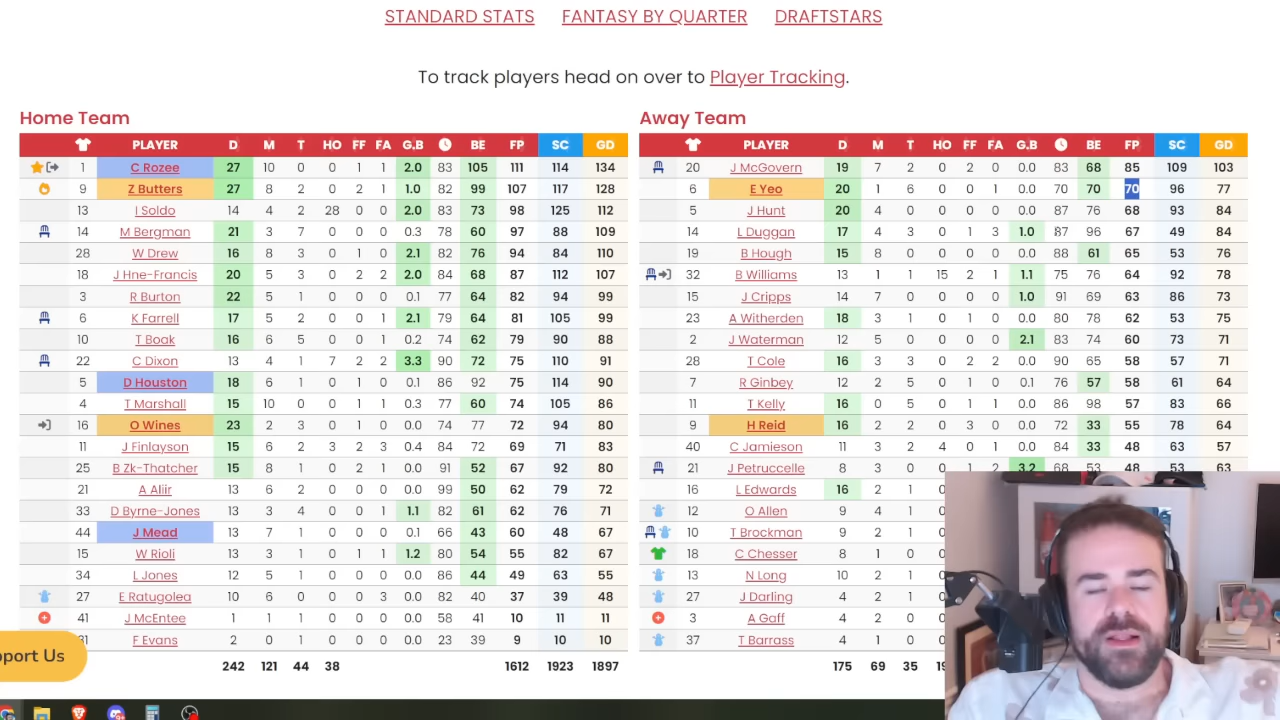 STANDARD STATS FANTASY BY QUARTER DRAFTSTARS
To track players head on over to Player Tracking.
Home Team
PLAYER D M T HO FF FA G.B BE FP SC GD
1 C Rozee 27 10 0 0 1 1 2.0 83 105 111 114 134
9 Z Butters 27 8 2 0 2 1 1.0 82 99 107 117 128
13 I Soldo 14 4 2 28 0 0 2.0 83 73 98 125 112
14 M Bergman 21 3 7 0 0 0 0.3 78 60 97 88 109
28 W Drew 16 8 3 0 1 0 2.1 82 76 94 84 110
18 J Hne-Francis 20 5 3 0 2 2 2.0 84 68 87 112 107
3 R Burton 22 5 1 0 0 0 0.1 77 64 82 94 99
6 K Farrell 17 5 2 0 0 1 2.1 79 64 81 105 99
10 T Boak 16 6 5 0 0 1 0.2 74 62 79 90 88
22 C Dixon 13 4 1 7 2 2 3.3 90 72 75 110 91
5 D Houston 18 6 1 0 1 0 0.1 86 92 75 114 90
4 T Marshall 15 10 0 0 0 1 0.3 77 60 74 105 86
16 O Wines 23 2 3 0 1 0 0.0 74 77 72 94 80
11 J Finlayson 15 6 2 3 2 3 0.4 84 72 69 71 83
25 B Zk-Thatcher 15 8 1 0 2 1 0.0 91 52 67 92 80
21 A Aliir 13 6 2 0 0 0 0.0 99 50 62 79 72
33 D Byrne-Jones 13 3 4 0 0 1 1.1 82 61 62 76 71
44 J Mead 13 7 1 0 0 0 0.1 66 43 60 48 67
15 W Rioli 13 3 1 0 1 1 1.2 80 54 55 82 67
34 L Jones 12 5 1 0 0 0 0.0 86 44 49 63 55
27 E Ratugolea 10 6 0 0 0 3 0.0 82 40 37 39 48
41 J McEntee 1 1 1 0 0 0 0.0 58 41 10 11 11
31 F Evans 2 0 1 0 0 0 0.0 23 39 9 10 10
242 121 44 38 1612 1923 1897
Away Team
PLAYER D M T HO FF FA G.B BE FP SC GD
20 J McGovern 19 7 2 0 2 0 0.0 83 68 85 109 103
6 E Yeo 20 1 6 0 0 1 0.0 70 70 70 96 77
5 J Hunt 20 4 0 0 0 0 0.0 87 76 68 93 84
14 L Duggan 17 4 3 0 1 3 1.0 87 96 67 49 84
19 B Hough 15 8 0 0 0 0 0.0 88 61 65 53 76
32 B Williams 13 1 1 15 2 1 1.1 75 76 64 92 78
15 J Cripps 14 7 0 0 0 0 1.0 91 69 63 86 73
23 A Witherden 18 3 1 0 1 0 0.0 80 78 62 53 75
2 J Waterman 12 5 0 0 0 0 2.1 83 74 60 73 71
28 T Cole 16 3 3 0 2 2 0.0 90 65 58 57 71
7 R Ginbey 12 2 5 0 1 0 0.1 76 57 58 61 64
11 T Kelly 16 0 5 0 1 1 0.0 86 98 57 83 66
9 H Reid 16 2 2 0 3 0 0.0 72 33 55 78 64
40 C Jamieson 11 3 2 4 0 1 0.0 84 33 48 63 57
21 J Petruccelle 8 3 0 0 1 2 3.2 68 53 48 53 63
16 L Edwards 16 2 1
12 O Allen 9 4 1
10 T Brockman 9 2 1
18 C Chesser 8 1 0
13 N Long 10 2 1
27 J Darling 4 2 1
3 A Gaff 4 2 0
37 T Barrass 4 1 0
175 69 35
pport Us